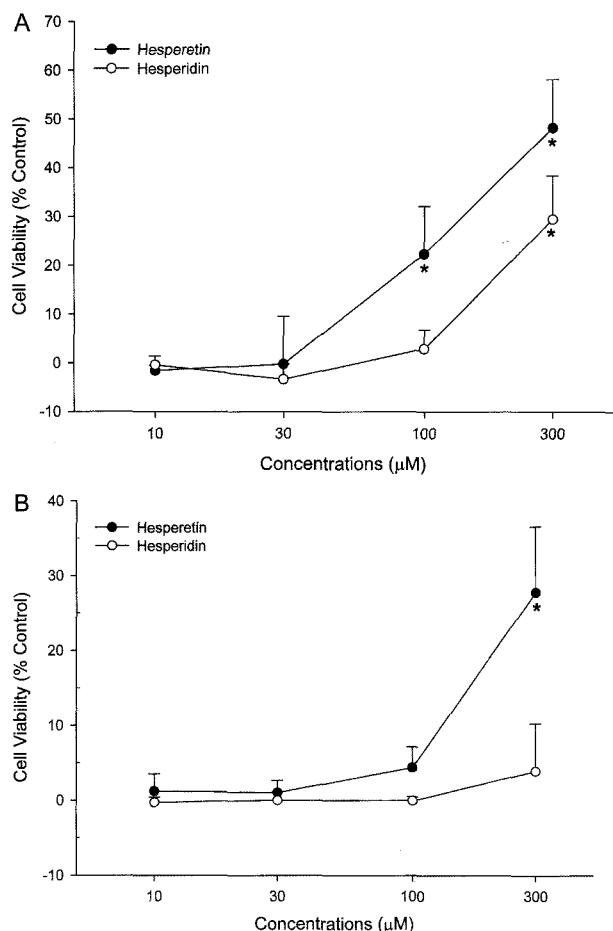 A
70
60
50
40
30
20
10
0
-10
Cell Viability (% Control)
Hesperetin
Hesperidin
*
*
*
10 30 100 300
Concentrations (μM)
B
40
30
20
10
0
-10
Cell Viability (% Control)
Hesperetin
Hesperidin
*
10 30 100 300
Concentrations (μM)